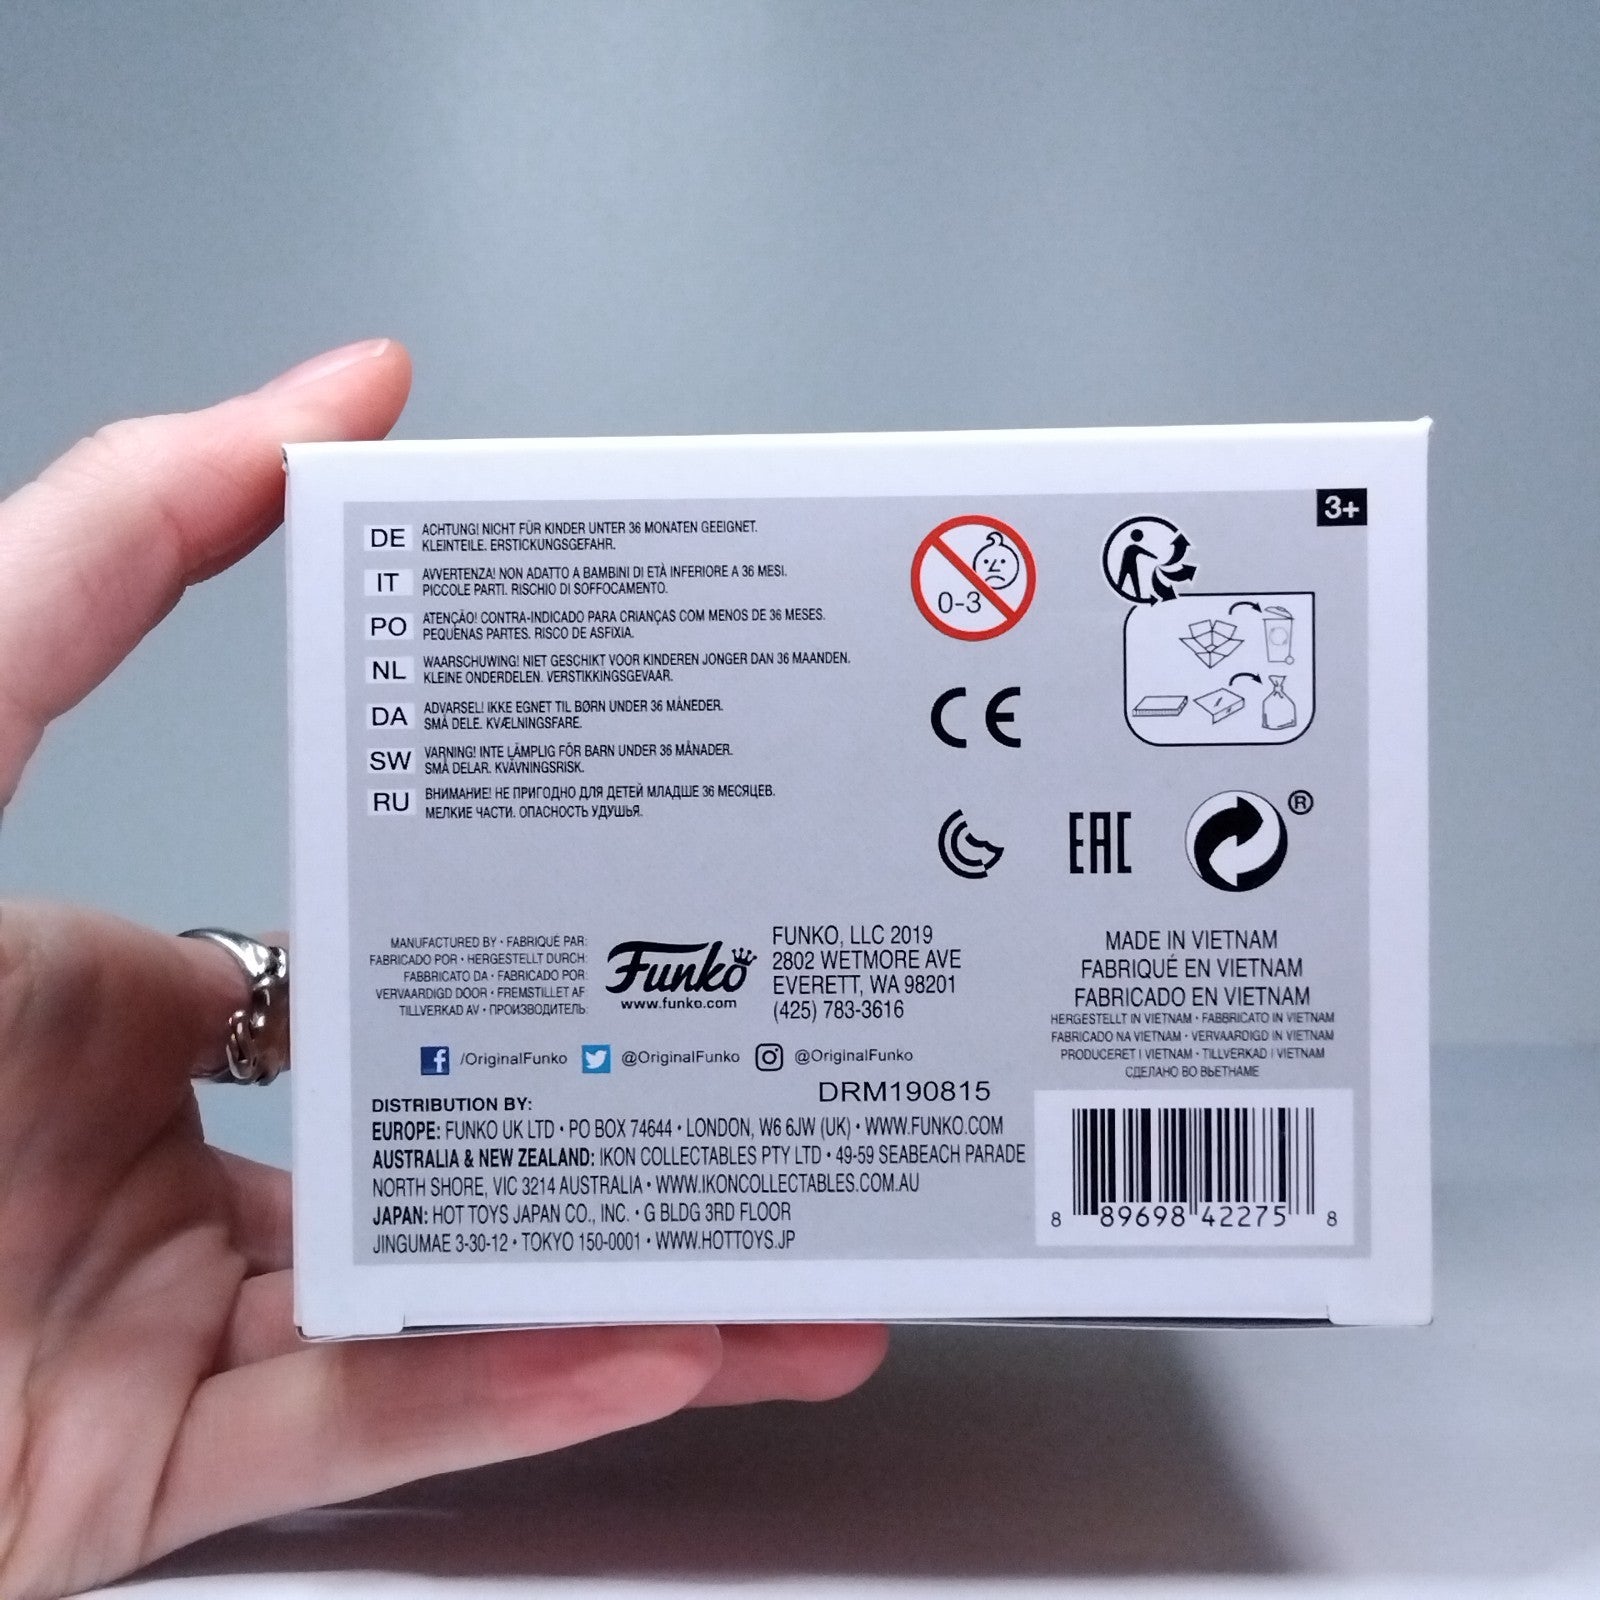 3+
DE
ACHTUNG! NICHT FÜR KINDER UNTER 36 MONATEN GEEIGNET.
KLEINTEILE. ERSTICKUNGSGEFAHR.
IT
AVVERTENZA! NON ADATTO A BAMBINI DI ETÀ INFERIORE A 36 MESI.
PICCOLE PARTI. RISCHIO DI SOFFOCAMENTO.
PO
ATENÇÃO! CONTRA-INDICADO PARA CRIANÇAS COM MENOS DE 36 MESES.
PEQUENAS PARTES. RISCO DE ASFIXIA.
NL
WAARSCHUWING! NIET GESCHIKT VOOR KINDEREN JONGER DAN 36 MAANDEN.
KLEINE ONDERDELEN. VERSTIKKINGSGEVAAR.
DA
ADVARSEL! IKKE EGNET TIL BØRN UNDER 36 MÅNEDER.
SMÅ DELE. KVÆLNINGSFARE.
SW
VARNING! INTE LÄMPLIG FÖR BARN UNDER 36 MÅNADER.
SMÅ DELAR. KVÄVNINGSRISK.
RU
ВНИМАНИЕ! НЕ ПРИГОДНО ДЛЯ ДЕТЕЙ МЛАДШЕ 36 МЕСЯЦЕВ.
МЕЛКИЕ ЧАСТИ. ОПАСНОСТЬ УДУШЬЯ.
0-3
CE
EAC
®
MANUFACTURED BY • FABRIQUÉ PAR:
FABRICADO POR • HERGESTELLT DURCH:
FABBRICATO DA • FABRICADO POR:
VERVAARDIGD DOOR • FREMSTILLET AF
TILLVERKAD AV • ПРОИЗВОДИТЕЛЬ:
Funko
www.funko.com
FUNKO, LLC 2019
2802 WETMORE AVE
EVERETT, WA 98201
(425) 783-3616
MADE IN VIETNAM
FABRIQUÉ EN VIETNAM
FABRICADO EN VIETNAM
HERGESTELLT IN VIETNAM • FABBRICATO IN VIETNAM
FABRICADO NA VIETNAM • VERVAARDIGD IN VIETNAM
PRODUCERET I VIETNAM • TILLVERKAD I VIETNAM
СДЕЛАНО ВО ВЬЕТНАМЕ
/OriginalFunko @OriginalFunko @OriginalFunko
DRM190815
DISTRIBUTION BY:
EUROPE: FUNKO UK LTD • PO BOX 74644 • LONDON, W6 6JW (UK) • WWW.FUNKO.COM
AUSTRALIA & NEW ZEALAND: IKON COLLECTABLES PTY LTD • 49-59 SEABEACH PARADE
NORTH SHORE, VIC 3214 AUSTRALIA • WWW.IKONCOLLECTABLES.COM.AU
JAPAN: HOT TOYS JAPAN CO., INC. • G BLDG 3RD FLOOR
JINGUMAE 3-30-12 • TOKYO 150-0001 • WWW.HOTTOYS.JP
8 89698 42275 8